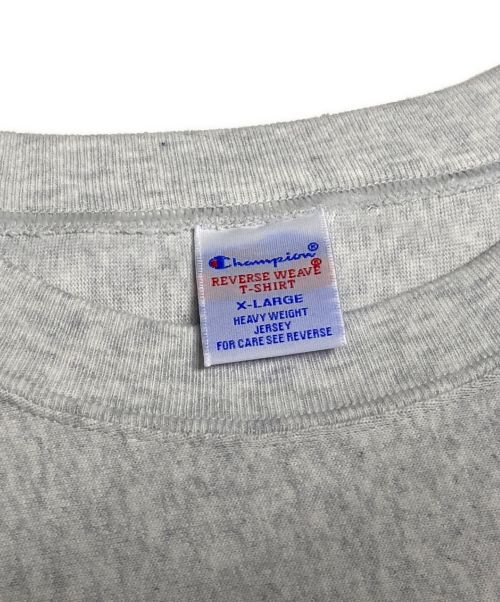 Champion®
REVERSE WEAVE®
T-SHIRT
X-LARGE
HEAVY WEIGHT
JERSEY
FOR CARE SEE REVERSE